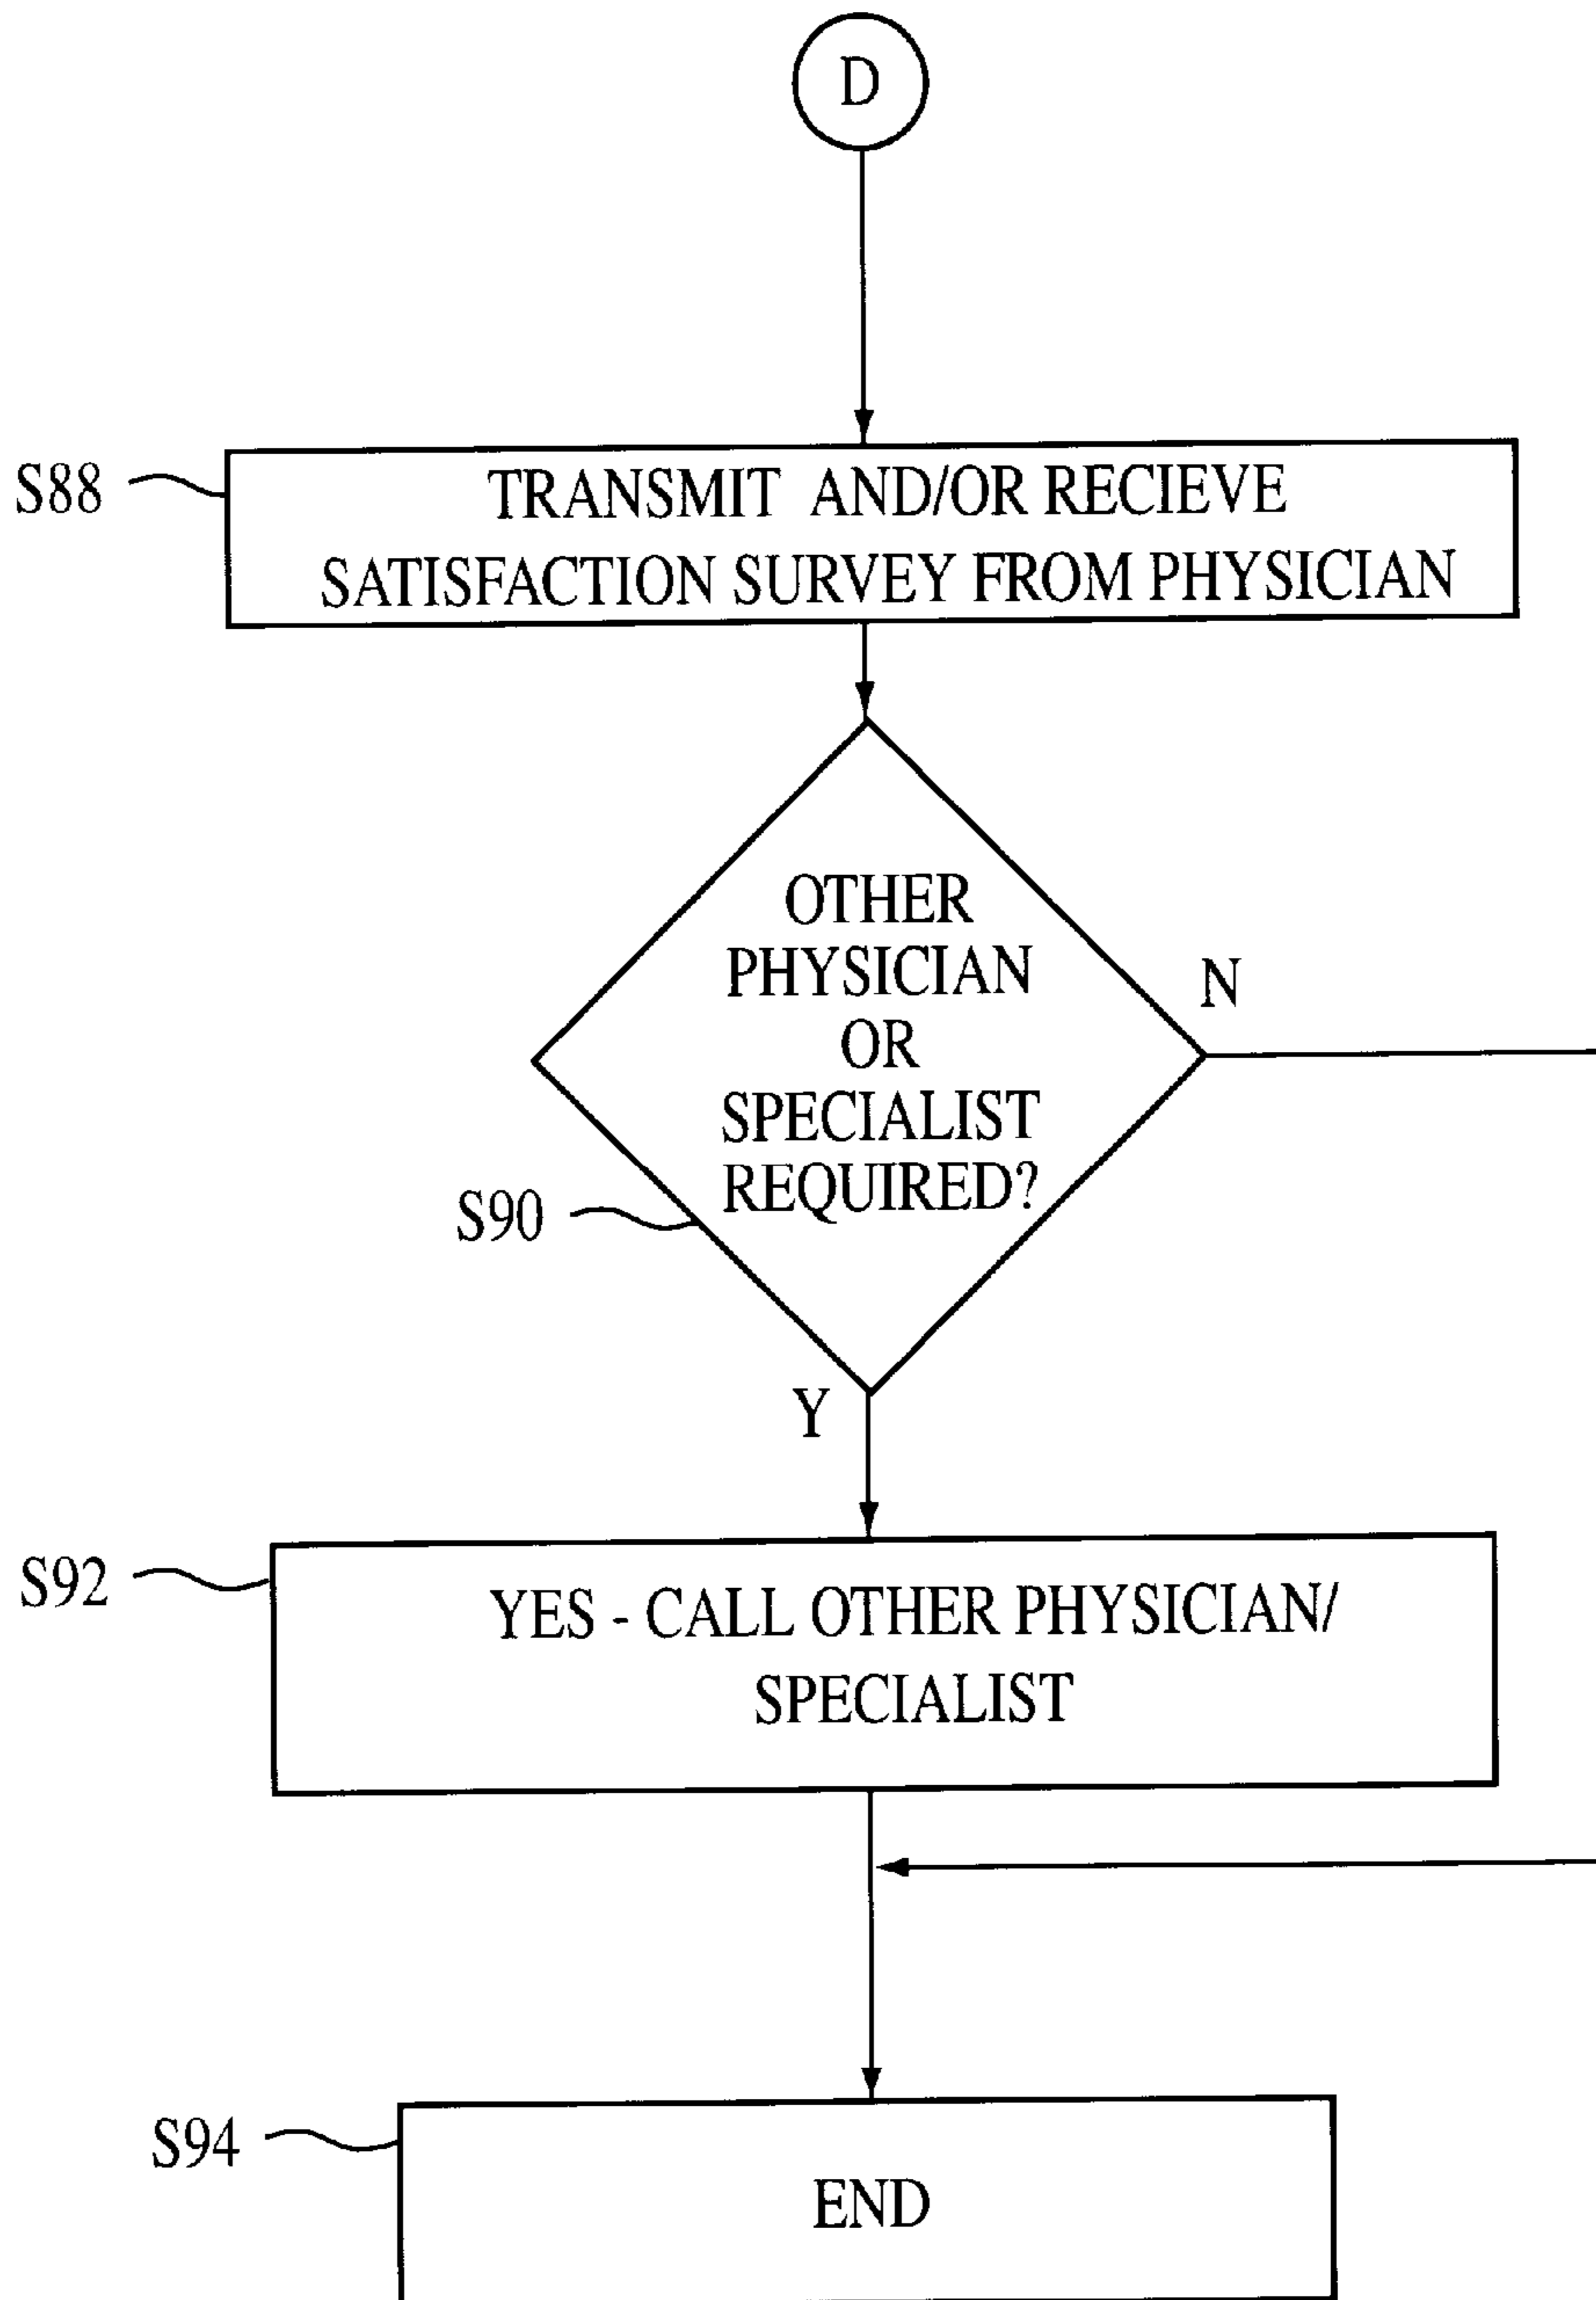 D
S88
TRANSMIT AND/OR RECIEVE
SATISFACTION SURVEY FROM PHYSICIAN
OTHER
PHYSICIAN
OR
SPECIALIST
REQUIRED?
N
S90
Y
S92
YES - CALL OTHER PHYSICIAN/
SPECIALIST
S94
END